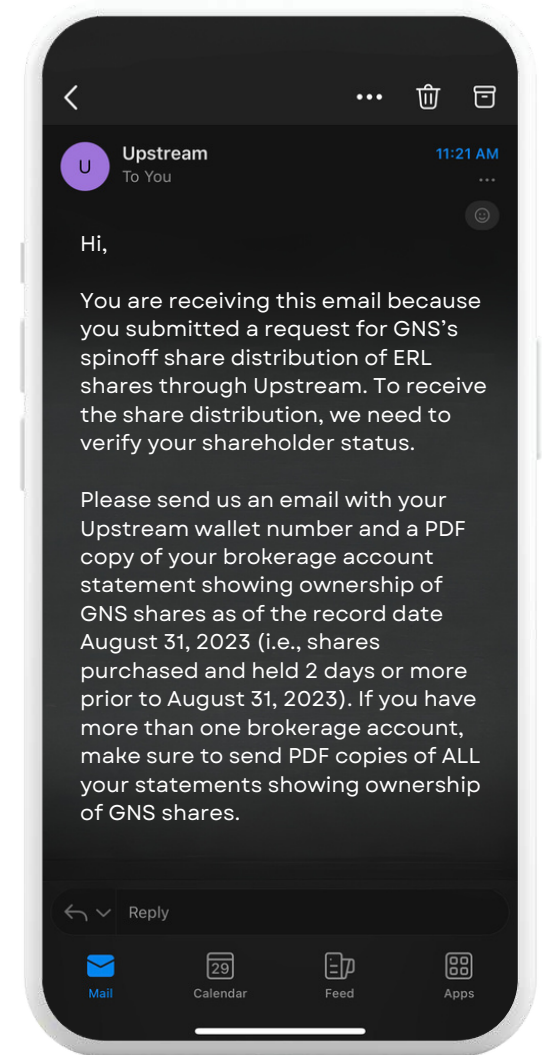 U
Upstream
11:21 AM
To You
Hi,
You are receiving this email because
you submitted a request for GNS’s
spinoff share distribution of ERL
shares through Upstream. To receive
the share distribution, we need to
verify your shareholder status.
Please send us an email with your
Upstream wallet number and a PDF
copy of your brokerage account
statement showing ownership of
GNS shares as of the record date
August 31, 2023 (i.e., shares
purchased and held 2 days or more
prior to August 31, 2023). If you have
more than one brokerage account,
make sure to send PDF copies of ALL
your statements showing ownership
of GNS shares.
Reply
29
Mail
Calendar
Feed
Apps